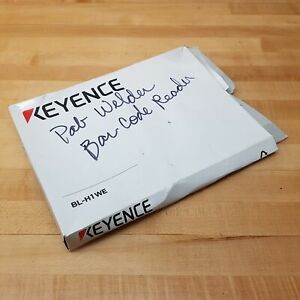 KEYENCE
Pab Welder
Bar Code Reader
BL-H1WE
KEYENCE